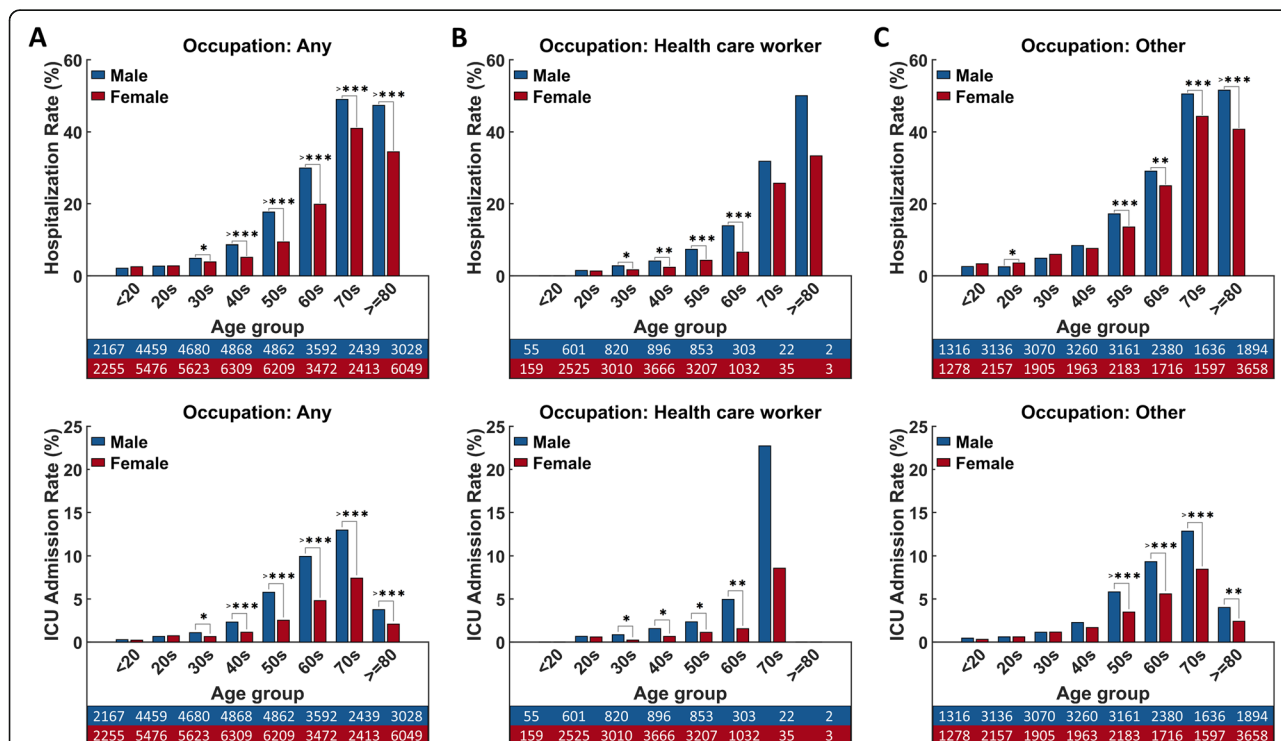 A
Occupation: Any
Hospitalization Rate (%)
60
40
20
0
Male
Female
* >*** >*** >*** >*** >***
<20 20s 30s 40s 50s 60s 70s >=80
Age group
2167 4459 4680 4868 4862 3592 2439 3028
2255 5476 5623 6309 6209 3472 2413 6049
B
Occupation: Health care worker
Hospitalization Rate (%)
60
40
20
0
Male
Female
* ** *** ***
<20 20s 30s 40s 50s 60s 70s >=80
Age group
55 601 820 896 853 303 22 2
159 2525 3010 3666 3207 1032 35 3
C
Occupation: Other
Hospitalization Rate (%)
60
40
20
0
Male
Female
* *** ** *** >***
<20 20s 30s 40s 50s 60s 70s >=80
Age group
1316 3136 3070 3260 3161 2380 1636 1894
1278 2157 1905 1963 2183 1716 1597 3658
Occupation: Any
ICU Admission Rate (%)
25
20
15
10
5
0
Male
Female
* >*** >*** >*** >*** >***
<20 20s 30s 40s 50s 60s 70s >=80
Age group
2167 4459 4680 4868 4862 3592 2439 3028
2255 5476 5623 6309 6209 3472 2413 6049
Occupation: Health care worker
ICU Admission Rate (%)
25
20
15
10
5
0
Male
Female
* * * **
<20 20s 30s 40s 50s 60s 70s >=80
Age group
55 601 820 896 853 303 22 2
159 2525 3010 3666 3207 1032 35 3
Occupation: Other
ICU Admission Rate (%)
25
20
15
10
5
0
Male
Female
>*** >*** >*** **
<20 20s 30s 40s 50s 60s 70s >=80
Age group
1316 3136 3070 3260 3161 2380 1636 1894
1278 2157 1905 1963 2183 1716 1597 3658